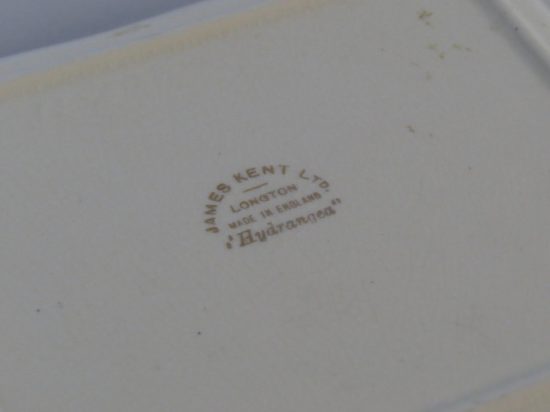 JAMES KENT LTD.
LONGTON
MADE IN ENGLAND
"Hydrangea"